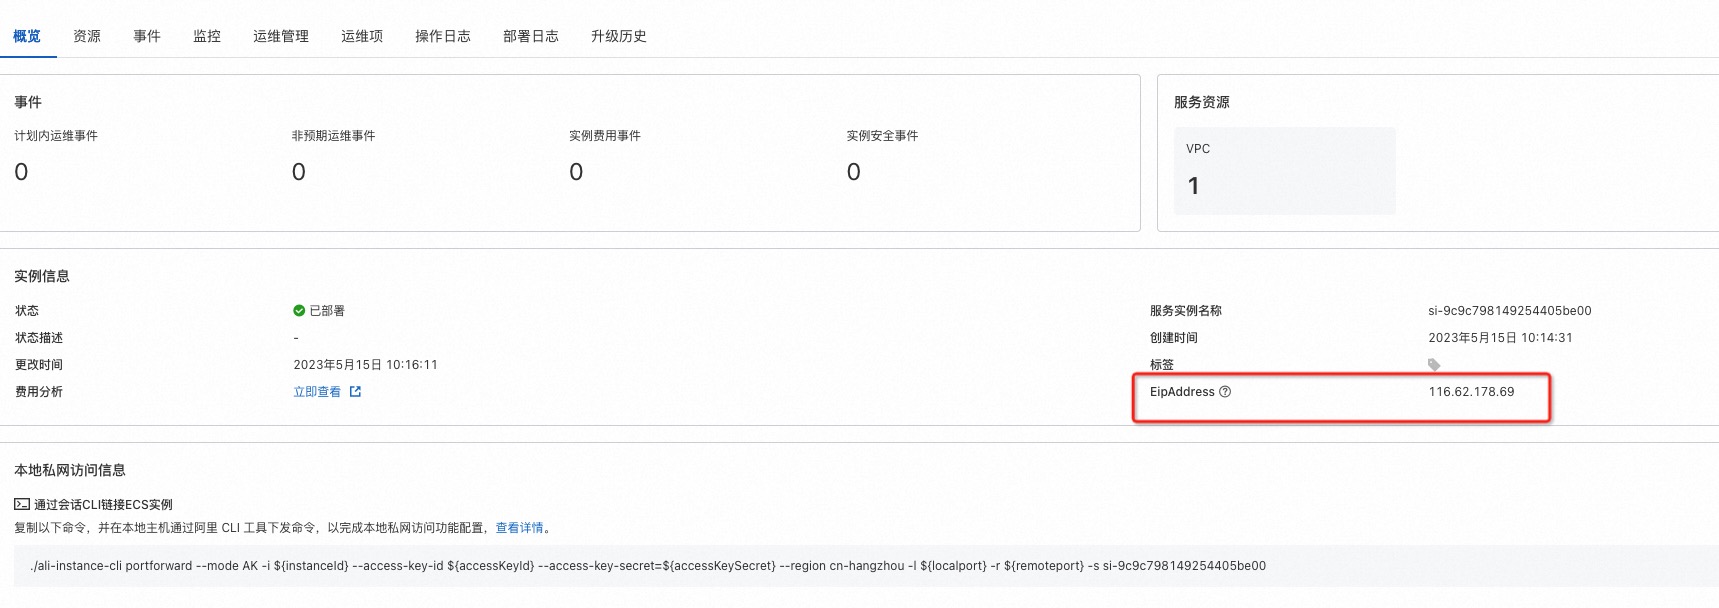 概览 资源 事件 监控 运维管理 运维项 操作日志 部署日志 升级历史
事件
计划内运维事件 非预期运维事件 实例费用事件 实例安全事件
0 0 0 0
服务资源
VPC
1
实例信息
状态 已部署 服务实例名称 si-9c9c798149254405be00
状态描述 - 创建时间 2023年5月15日 10:14:31
更改时间 2023年5月15日 10:16:11 标签
费用分析 立即查看 EipAddress 116.62.178.69
本地私网访问信息
通过会话CLI链接ECS实例
复制以下命令，并在本地主机通过阿里 CLI 工具下发命令，以完成本地私网访问功能配置，查看详情。
./ali-instance-cli portforward --mode AK -i ${instanceId} --access-key-id ${accessKeyId} --access-key-secret=${accessKeySecret} --region cn-hangzhou -l ${localport} -r ${remoteport} -s si-9c9c798149254405be00